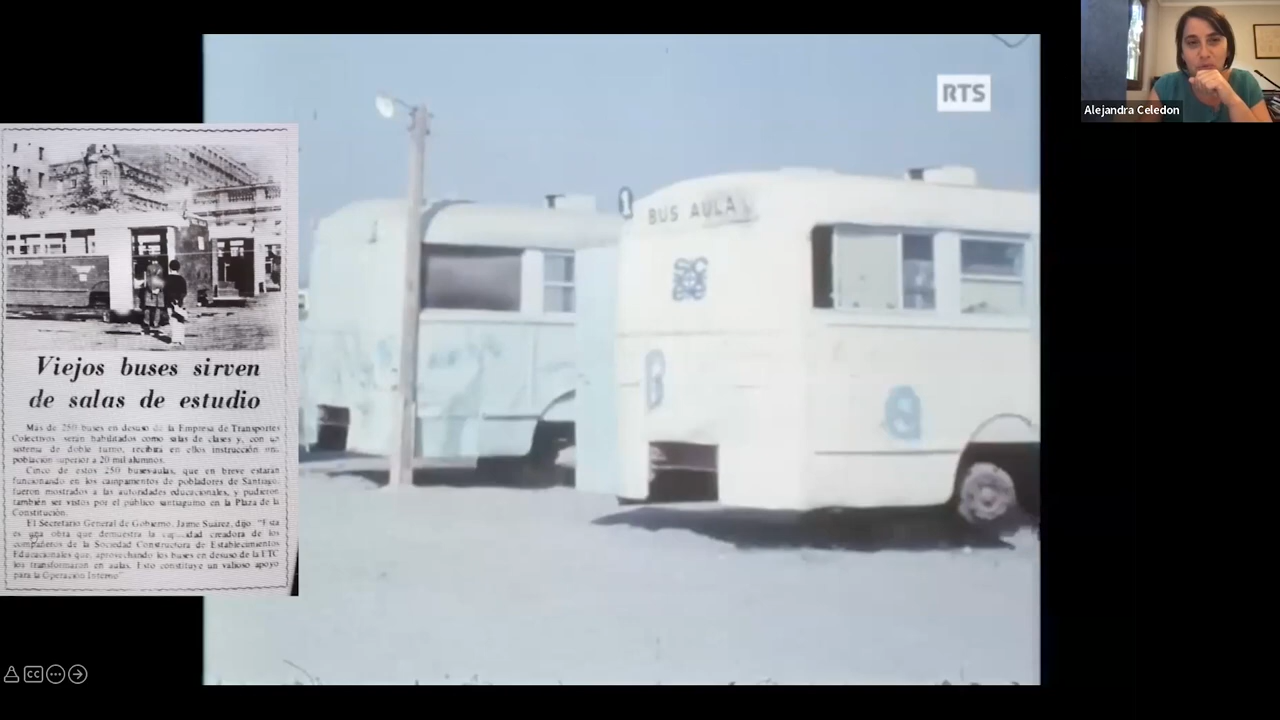 RTS
Alejandra Celedon
1
BUS AULA
Viejos buses sirven
de salas de estudio
Más de 250 buses en desuso de la Empresa de Transportes
Colectivos serán habilitados como salas de clases y, con un
sistema de doble turno, recibirá en ellos instrucción una
población superior a 20 mil alumnos.
Cinco de estos 250 buses-aulas, que en breve estarán
funcionando en los campamentos de pobladores de Santiago,
fueron mostrados a las autoridades educacionales, y pudieron
también ser vistos por el público santiaguino en la Plaza de la
Constitución.
El Secretario General de Gobierno, Jaime Suárez, dijo: "Esta
es una obra que demuestra la capacidad creadora de los
compañeros de la Sociedad Constructora de Establecimientos
Educacionales que, aprovechando los buses en desuso de la ETC
los transformaron en aulas. Esto constituye un valioso apoyo
para la Operación Invierno"
CC